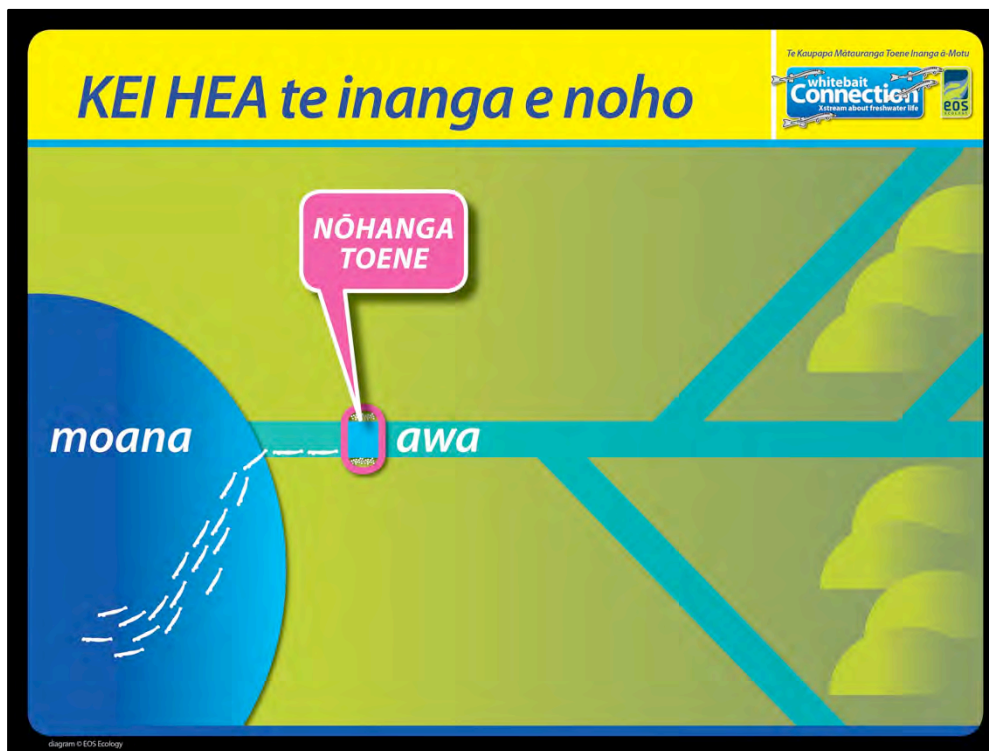 Te Kaupapa Mātauranga Toene Inanga ā-Motu
KEI HEA te inanga e noho
whitebait
Connection
Xstream about freshwater life
eos
ECOLOGY
NŌHANGA
TOENE
moana
awa
diagram © EOS Ecology